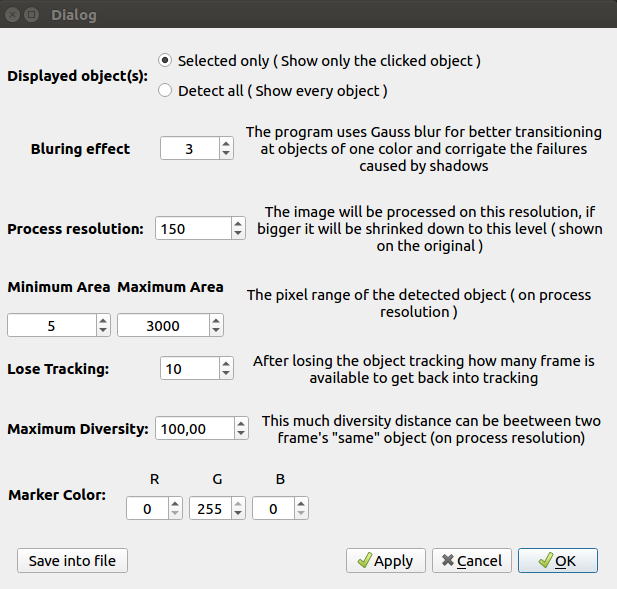 Dialog
Displayed object(s):
Selected only ( Show only the clicked object )
Detect all ( Show every object )
Bluring effect
3
The program uses Gauss blur for better transitioning
at objects of one color and corrigate the failures
caused by shadows
Process resolution:
150
The image will be processed on this resolution, if
bigger it will be shrinked down to this level ( shown
on the original )
Minimum Area Maximum Area
5 3000
The pixel range of the detected object ( on process
resolution )
Lose Tracking:
10
After losing the object tracking how many frame is
available to get back into tracking
Maximum Diversity:
100,00
This much diversity distance can be beetween two
frame's "same" object (on process resolution)
Marker Color:
R G B
0 255 0
Save into file
Apply
Cancel
OK